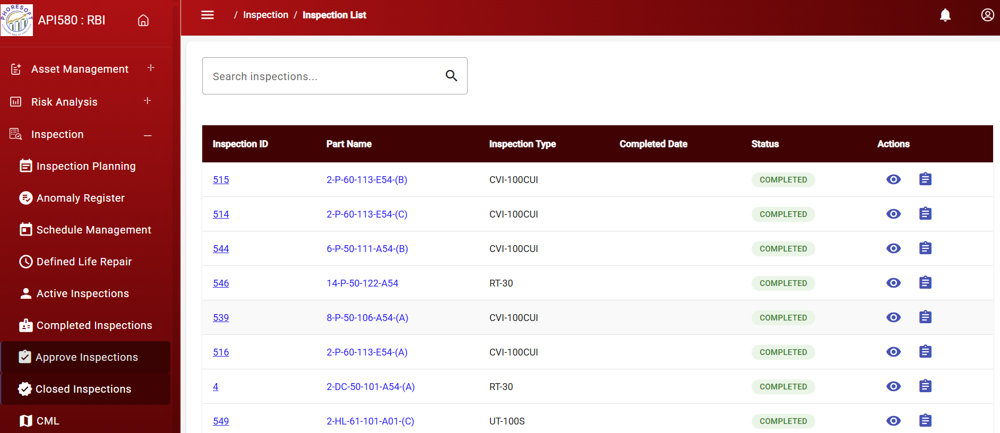 PHORESOFT
API580 : RBI
/ Inspection / Inspection List
Asset Management
Risk Analysis
Inspection
Inspection Planning
Anomaly Register
Schedule Management
Defined Life Repair
Active Inspections
Completed Inspections
Approve Inspections
Closed Inspections
CML
Search inspections...
Inspection ID Part Name Inspection Type Completed Date Status Actions
515 2-P-60-113-E54-(B) CVI-100CUI COMPLETED
514 2-P-60-113-E54-(C) CVI-100CUI COMPLETED
544 6-P-50-111-A54-(B) CVI-100CUI COMPLETED
546 14-P-50-122-A54 RT-30 COMPLETED
539 8-P-50-106-A54-(A) CVI-100CUI COMPLETED
516 2-P-60-113-E54-(A) CVI-100CUI COMPLETED
4 2-DC-50-101-A54-(A) RT-30 COMPLETED
549 2-HL-61-101-A01-(C) UT-100S COMPLETED